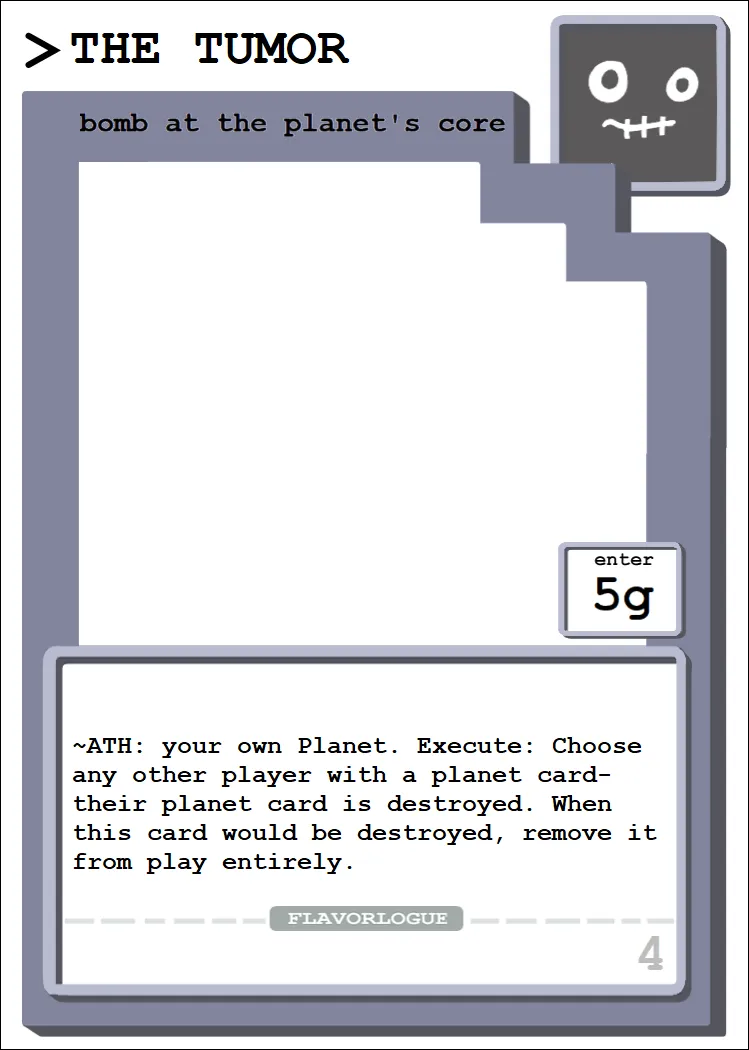 >THE TUMOR
bomb at the planet's core
enter
5g
~ATH: your own Planet. Execute: Choose
any other player with a planet card-
their planet card is destroyed. When
this card would be destroyed, remove it
from play entirely.
FLAVORLOGUE
4